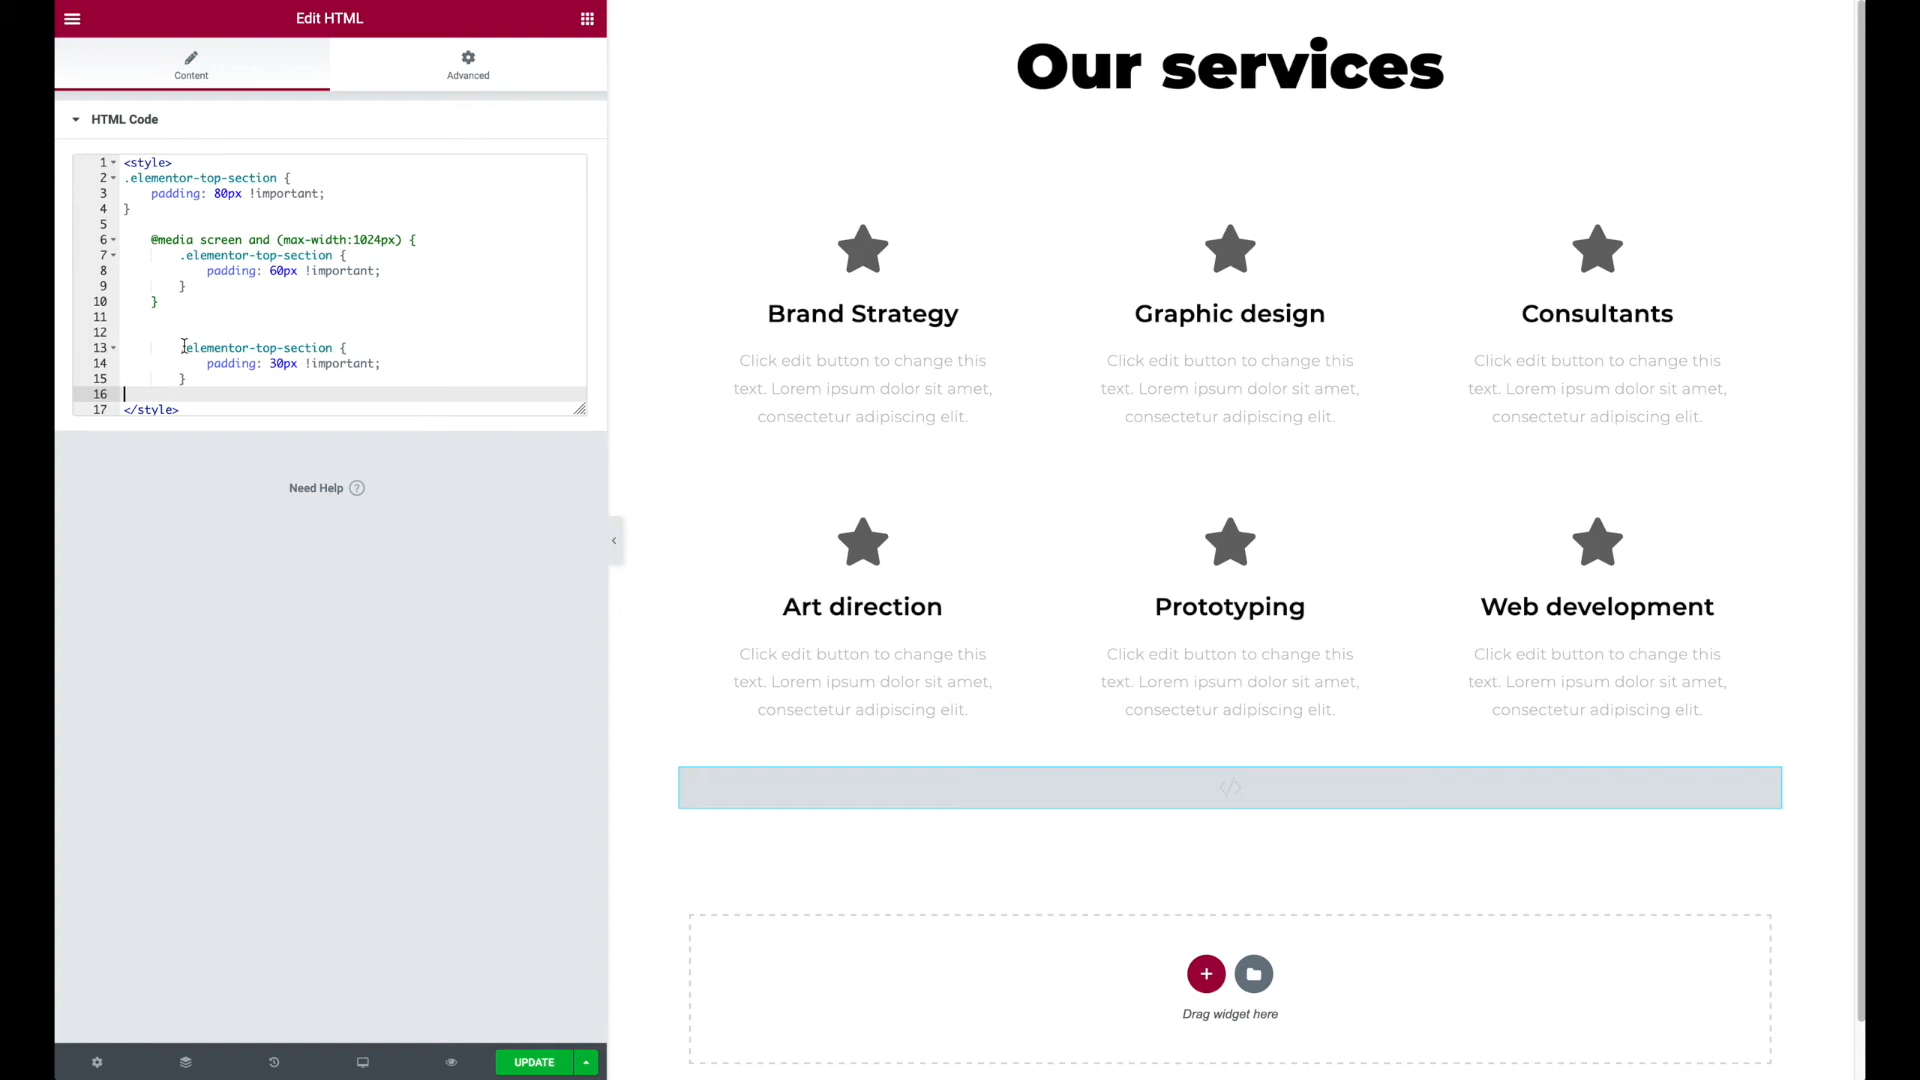 Edit HTML
Content
Advanced
HTML Code
1 <style>
2 .elementor-top-section {
3 padding: 80px !important;
4 }
5
6 @media screen and (max-width:1024px) {
7 .elementor-top-section {
8 padding: 60px !important;
9 }
10 }
11
12
13 .elementor-top-section {
14 padding: 30px !important;
15 }
16
17 </style>
Need Help ?
UPDATE
Our services
Brand Strategy
Click edit button to change this
text. Lorem ipsum dolor sit amet,
consectetur adipiscing elit.
Graphic design
Click edit button to change this
text. Lorem ipsum dolor sit amet,
consectetur adipiscing elit.
Consultants
Click edit button to change this
text. Lorem ipsum dolor sit amet,
consectetur adipiscing elit.
Art direction
Click edit button to change this
text. Lorem ipsum dolor sit amet,
consectetur adipiscing elit.
Prototyping
Click edit button to change this
text. Lorem ipsum dolor sit amet,
consectetur adipiscing elit.
Web development
Click edit button to change this
text. Lorem ipsum dolor sit amet,
consectetur adipiscing elit.
Drag widget here